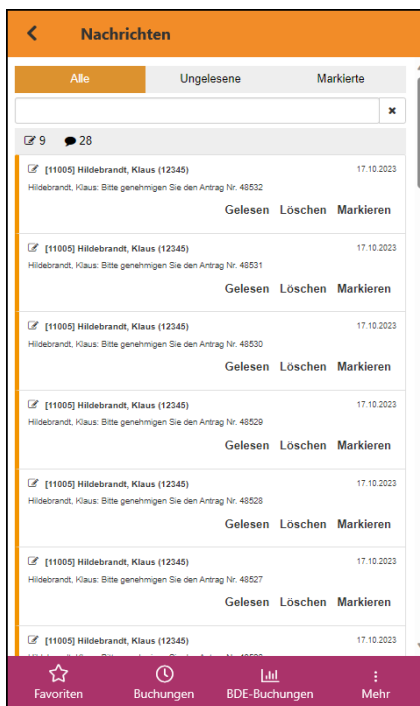 Nachrichten
Alle Ungelesene Markierte
9 28
[11005] Hildebrandt, Klaus (12345) 17.10.2023
Hildebrandt, Klaus: Bitte genehmigen Sie den Antrag Nr. 48532
Gelesen Löschen Markieren
[11005] Hildebrandt, Klaus (12345) 17.10.2023
Hildebrandt, Klaus: Bitte genehmigen Sie den Antrag Nr. 48531
Gelesen Löschen Markieren
[11005] Hildebrandt, Klaus (12345) 17.10.2023
Hildebrandt, Klaus: Bitte genehmigen Sie den Antrag Nr. 48530
Gelesen Löschen Markieren
[11005] Hildebrandt, Klaus (12345) 17.10.2023
Hildebrandt, Klaus: Bitte genehmigen Sie den Antrag Nr. 48529
Gelesen Löschen Markieren
[11005] Hildebrandt, Klaus (12345) 17.10.2023
Hildebrandt, Klaus: Bitte genehmigen Sie den Antrag Nr. 48528
Gelesen Löschen Markieren
[11005] Hildebrandt, Klaus (12345) 17.10.2023
Hildebrandt, Klaus: Bitte genehmigen Sie den Antrag Nr. 48527
Gelesen Löschen Markieren
[11005] Hildebrandt, Klaus (12345) 17.10.2023
Favoriten Buchungen BDE-Buchungen Mehr